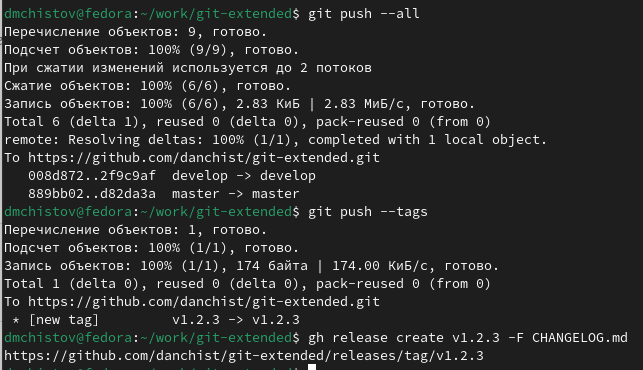 dmchistov@fedora:~/work/git-extended$ git push --all
Перечисление объектов: 9, готово.
Подсчет объектов: 100% (9/9), готово.
При сжатии изменений используется до 2 потоков
Сжатие объектов: 100% (6/6), готово.
Запись объектов: 100% (6/6), 2.83 КиБ | 2.83 МиБ/с, готово.
Total 6 (delta 1), reused 0 (delta 0), pack-reused 0 (from 0)
remote: Resolving deltas: 100% (1/1), completed with 1 local object.
To https://github.com/danchist/git-extended.git
   008d872..2f9c9af  develop -> develop
   889bb02..d82da3a  master -> master
dmchistov@fedora:~/work/git-extended$ git push --tags
Перечисление объектов: 1, готово.
Подсчет объектов: 100% (1/1), готово.
Запись объектов: 100% (1/1), 174 байта | 174.00 КиБ/с, готово.
Total 1 (delta 0), reused 0 (delta 0), pack-reused 0 (from 0)
To https://github.com/danchist/git-extended.git
 * [new tag]         v1.2.3 -> v1.2.3
dmchistov@fedora:~/work/git-extended$ gh release create v1.2.3 -F CHANGELOG.md
https://github.com/danchist/git-extended/releases/tag/v1.2.3